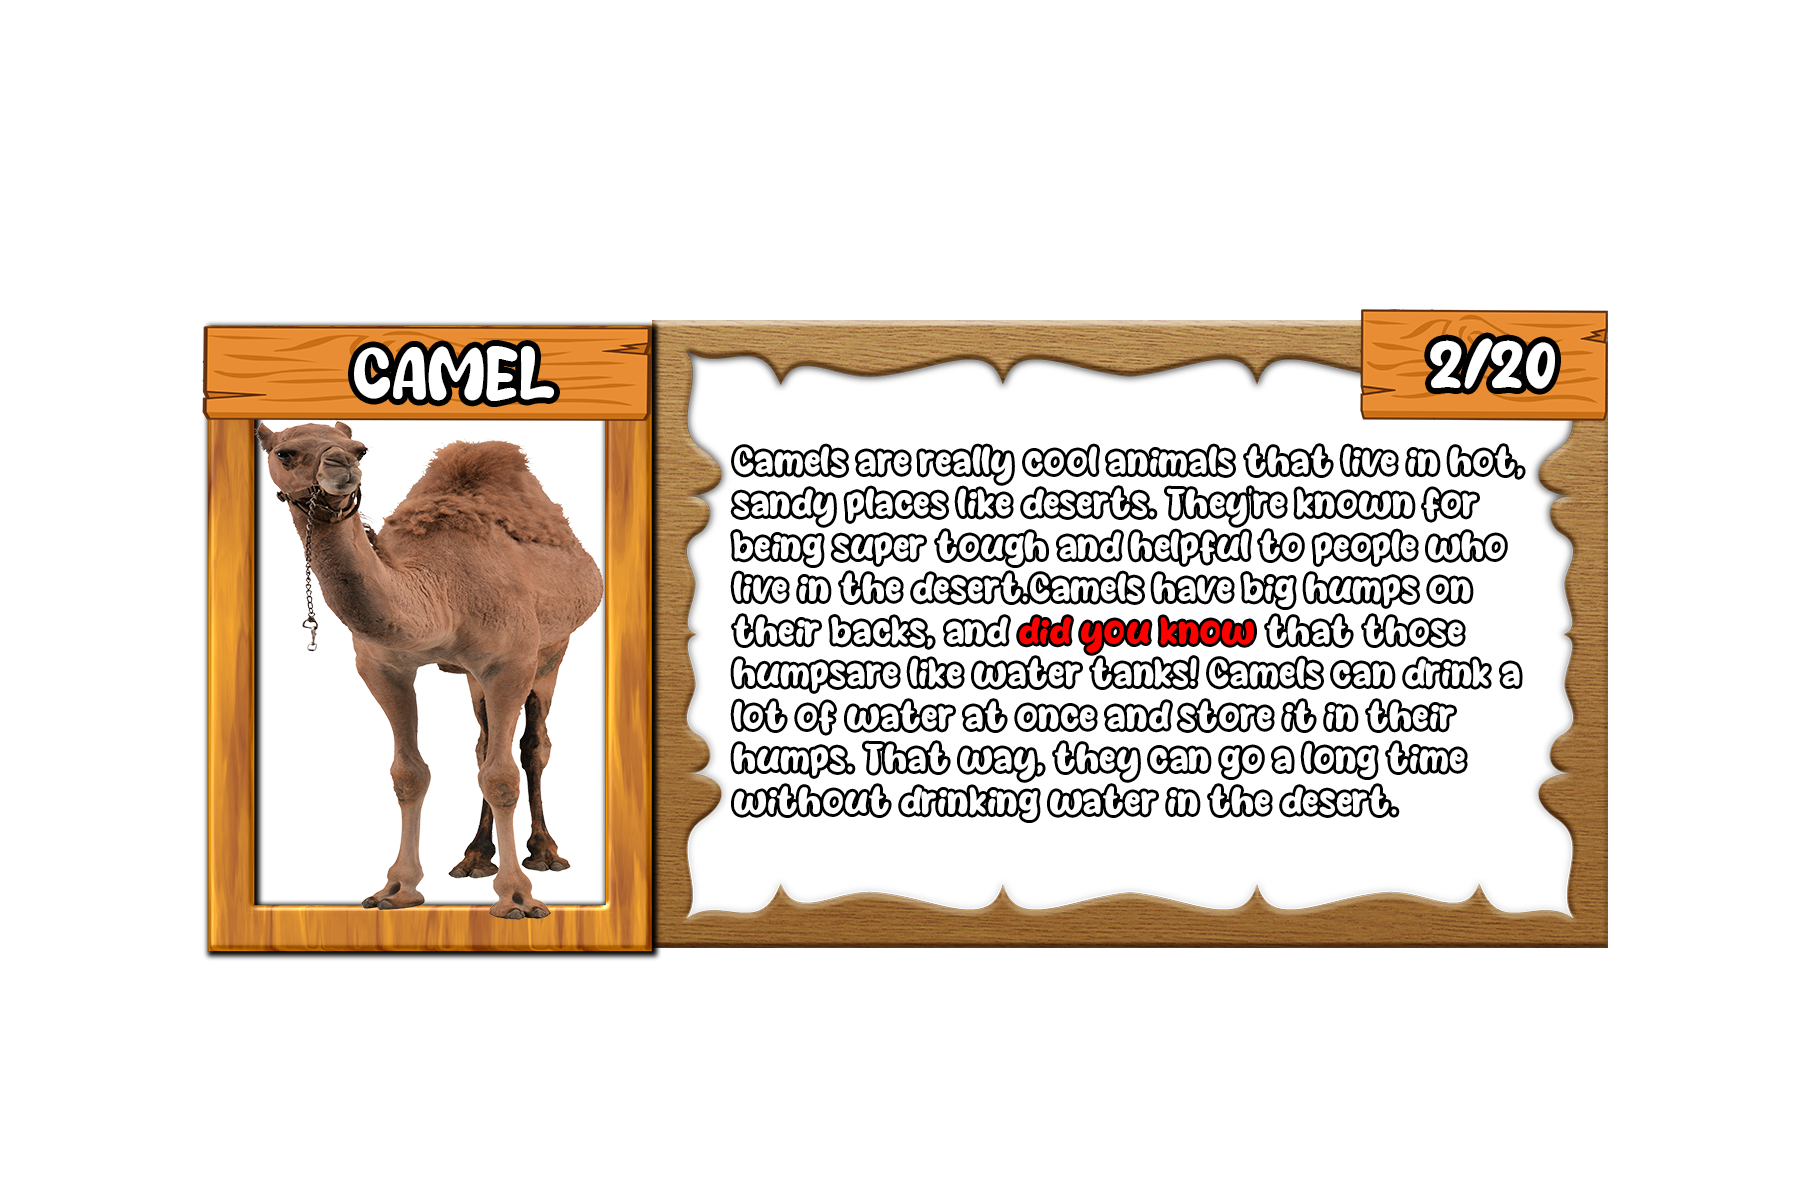 CAMEL
2/20
Camels are really cool animals that live in hot,
sandy places like deserts. They're known for
being super tough and helpful to people who
live in the desert.Camels have big humps on
their backs, and did you know that those
humpsare like water tanks! Camels can drink a
lot of water at once and store it in their
humps. That way, they can go a long time
without drinking water in the desert.